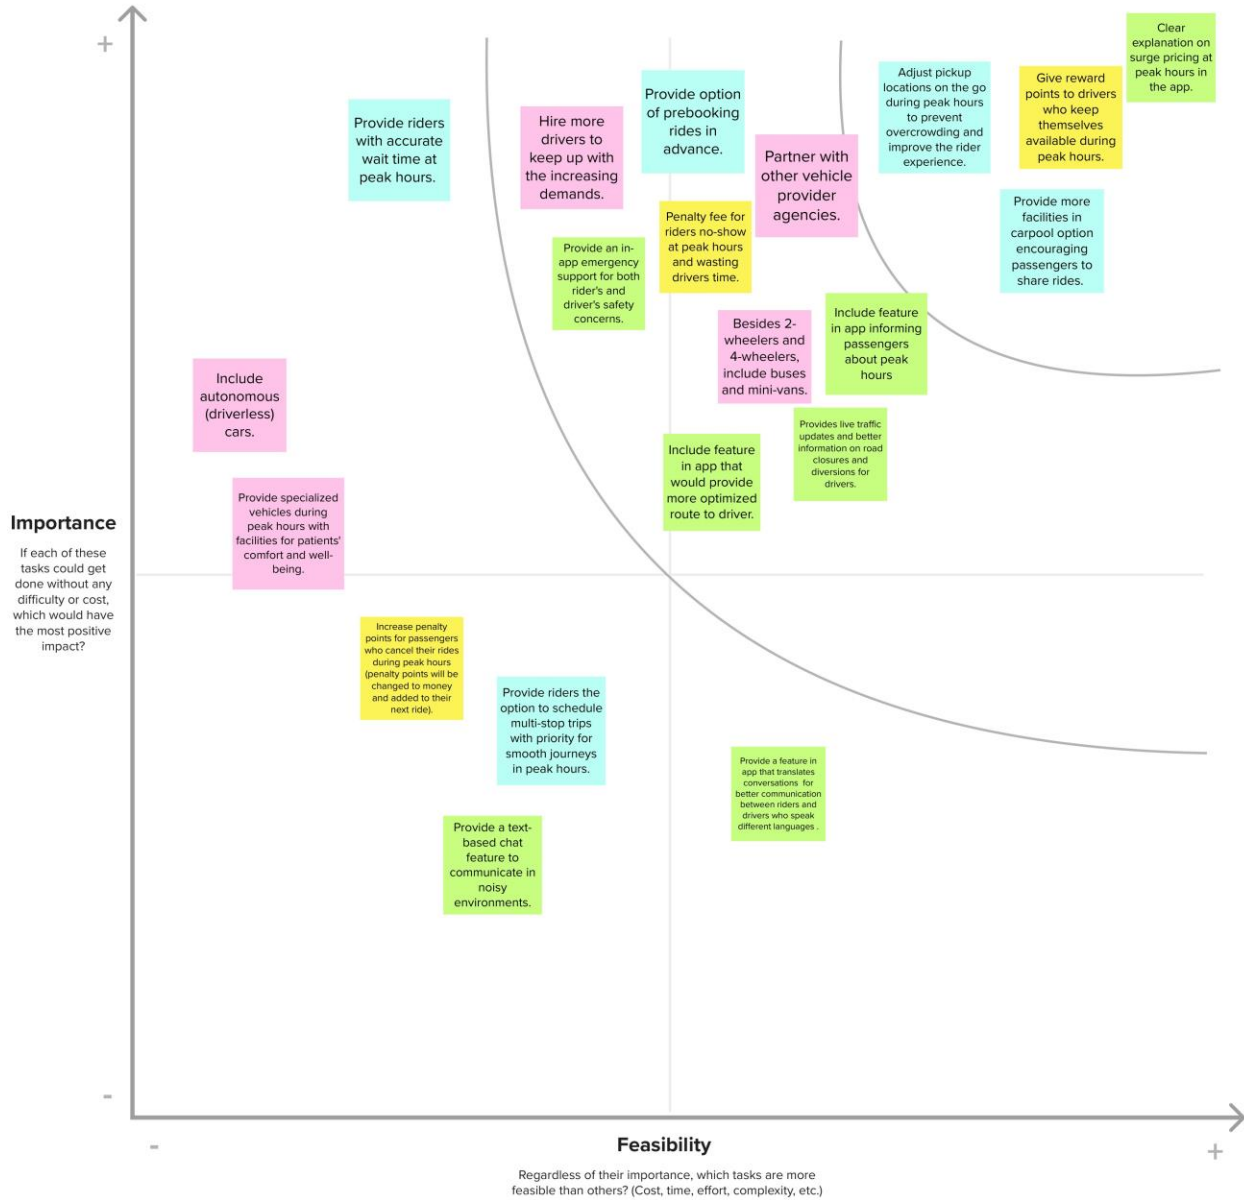 +
Clear
explanation on
surge pricing at
peak hours in
the app.
Adjust pickup
locations on the go
during peak hours
to prevent
overcrowding and
improve the rider
experience.
Give reward
points to drivers
who keep
themselves
available during
peak hours.
Provide option
of prebooking
rides in
advance.
Provide riders
with accurate
wait time at
peak hours.
Hire more
drivers to
keep up with
the increasing
demands.
Partner with
other vehicle
provider
agencies.
Provide more
facilities in
carpool option
encouraging
passengers to
share rides.
Penalty fee for
riders no-show
at peak hours
and wasting
drivers time.
Provide an in-
app emergency
support for both
rider's and
driver's safety
concerns.
Include feature
in app informing
passengers
about peak
hours
Besides 2-
wheelers and
4-wheelers,
include buses
and mini-vans.
Include
autonomous
(driverless)
cars.
Provides live traffic
updates and better
information on road
closures and
diversions for
drivers.
Include feature
in app that
would provide
more optimized
route to driver.
Provide specialized
vehicles during
peak hours with
facilities for patients'
comfort and well-
being.
Importance
If each of these
tasks could get
done without any
difficulty or cost,
which would have
the most positive
impact?
Increase penalty
points for passengers
who cancel their rides
during peak hours
(penalty points will be
changed to money
and added to their
next ride).
Provide riders the
option to schedule
multi-stop trips
with priority for
smooth journeys
in peak hours.
Provide a feature in
app that translates
conversations for
better communication
between riders and
drivers who speak
different languages .
Provide a text-
based chat
feature to
communicate in
noisy
environments.
-
-
Feasibility
+
Regardless of their importance, which tasks are more
feasible than others? (Cost, time, effort, complexity, etc.)